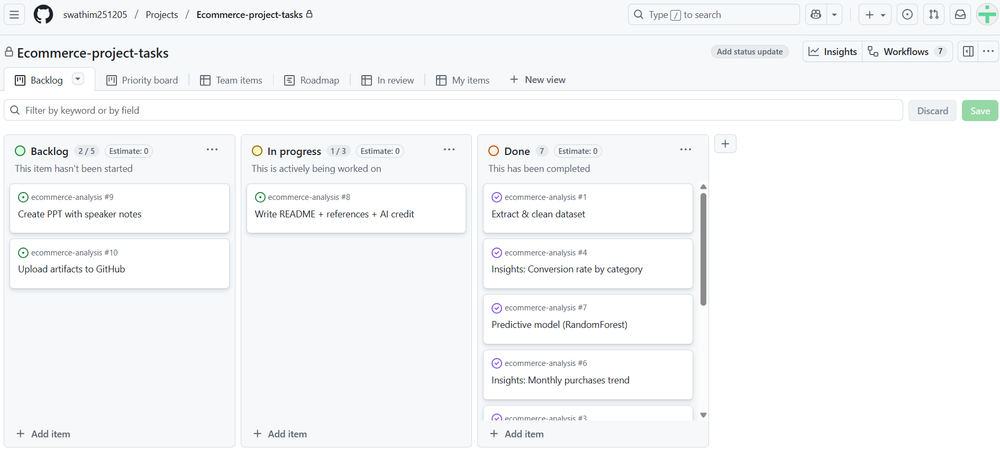 swathim251205 / Projects / Ecommerce-project-tasks
Type / to search
Ecommerce-project-tasks
Add status update
Insights
Workflows 7
Backlog
Priority board
Team items
Roadmap
In review
My items
New view
Filter by keyword or by field
Discard
Save
Backlog 2 / 5 Estimate: 0
This item hasn't been started
ecommerce-analysis #9
Create PPT with speaker notes
ecommerce-analysis #10
Upload artifacts to GitHub
Add item
In progress 1 / 3 Estimate: 0
This is actively being worked on
ecommerce-analysis #8
Write README + references + AI credit
Add item
Done 7 Estimate: 0
This has been completed
ecommerce-analysis #1
Extract & clean dataset
ecommerce-analysis #4
Insights: Conversion rate by category
ecommerce-analysis #7
Predictive model (RandomForest)
ecommerce-analysis #6
Insights: Monthly purchases trend
ecommerce-analysis #3
Add item